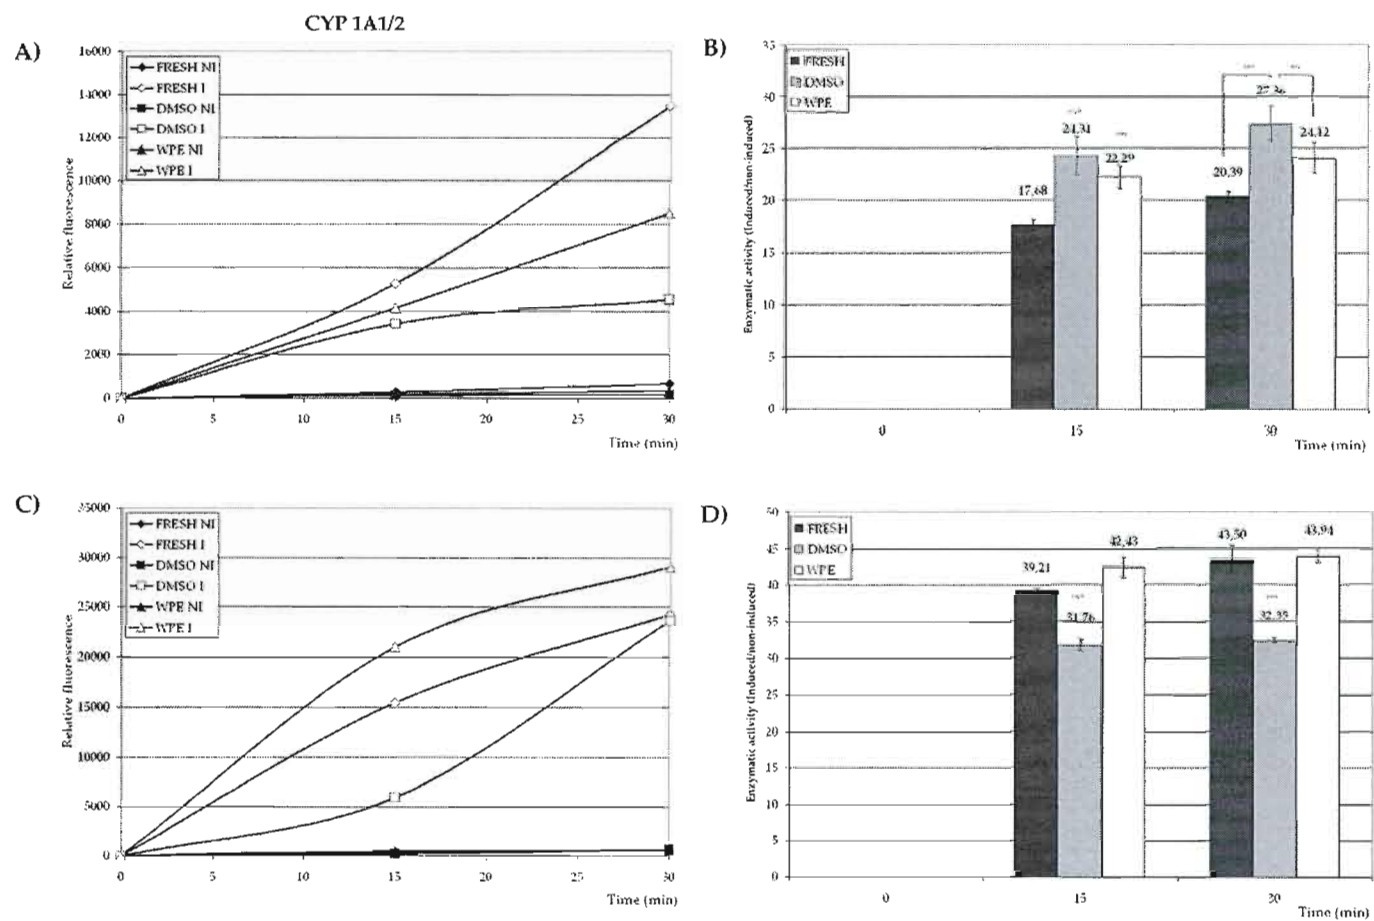 CYP 1A1/2
A)
16000
14000
12000
10000
8000
6000
4000
2000
0
Relative fluorescence
FRESH NI
FRESH I
DMSO NI
DMSO I
WPE NI
WPE I
0 5 10 15 20 25 30
Time (min)
B)
35
30
25
20
15
10
5
0
Enzymatic activity (Induced/non-induced)
FRESH
DMSO
WPE
17,68
24,31
22,29
20,39
27,36
24,12
0 15 30
Time (min)
C)
35000
30000
25000
20000
15000
10000
5000
0
Relative fluorescence
FRESH NI
FRESH I
DMSO NI
DMSO I
WPE NI
WPE I
0 5 10 15 20 25 30
Time (min)
D)
50
45
40
35
30
25
20
15
10
5
0
Enzymatic activity (Induced/non-induced)
FRESH
DMSO
WPE
39,21
31,76
42,43
43,50
32,35
43,94
0 15 30
Time (min)